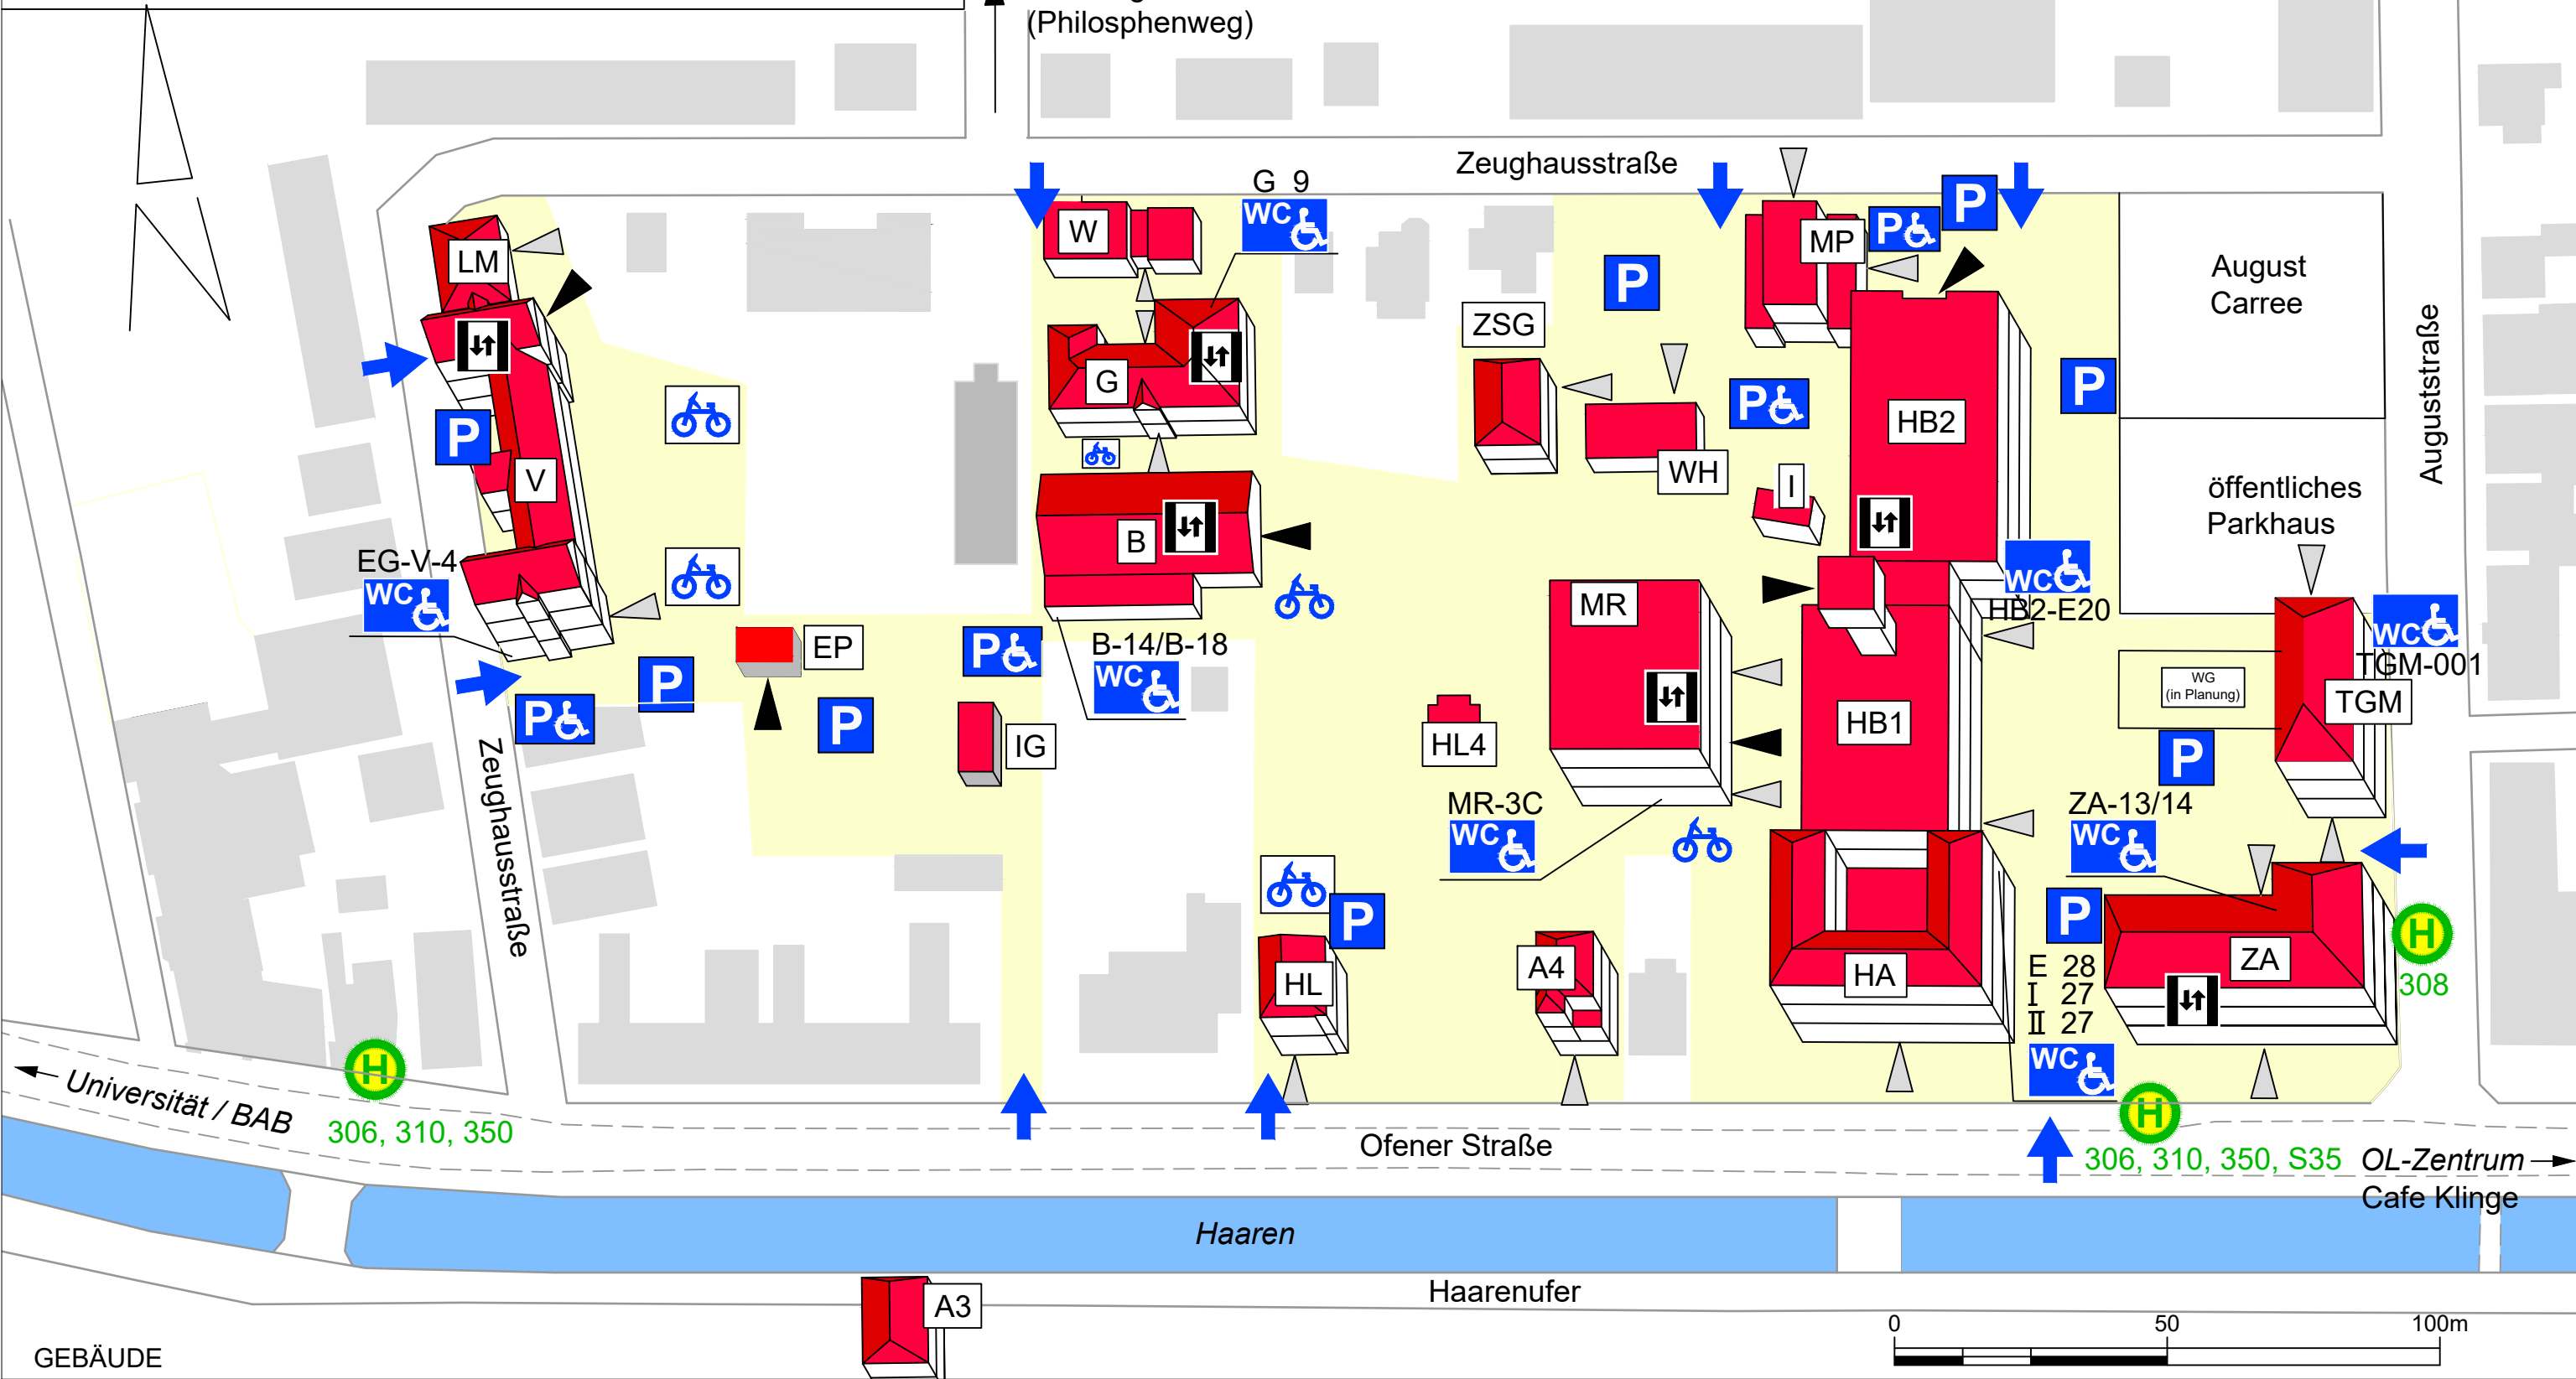 (Philosphenweg)
Zeughausstraße
G 9
WC
W
LM
MP
P
P
P
August
Carree
ZSG
G
P
P
HB2
Auguststraße
P
WH
V
I
öffentliches
Parkhaus
B
EG-V-4
WC
WC
HB2-E20
MR
WC
TGM-001
EP
P
B-14/B-18
WC
P
WG
(in Planung)
TGM
P
P
IG
HL4
HB1
P
Zeughausstraße
MR-3C
WC
ZA-13/14
WC
P
P
HL
A4
HA
ZA
H
308
E 28
I 27
II 27
WC
H
306, 310, 350
Universität / BAB
H
306, 310, 350, S35
Ofener Straße
OL-Zentrum
Cafe Klinge
Haaren
Haarenufer
A3
0 50 100m
GEBÄUDE